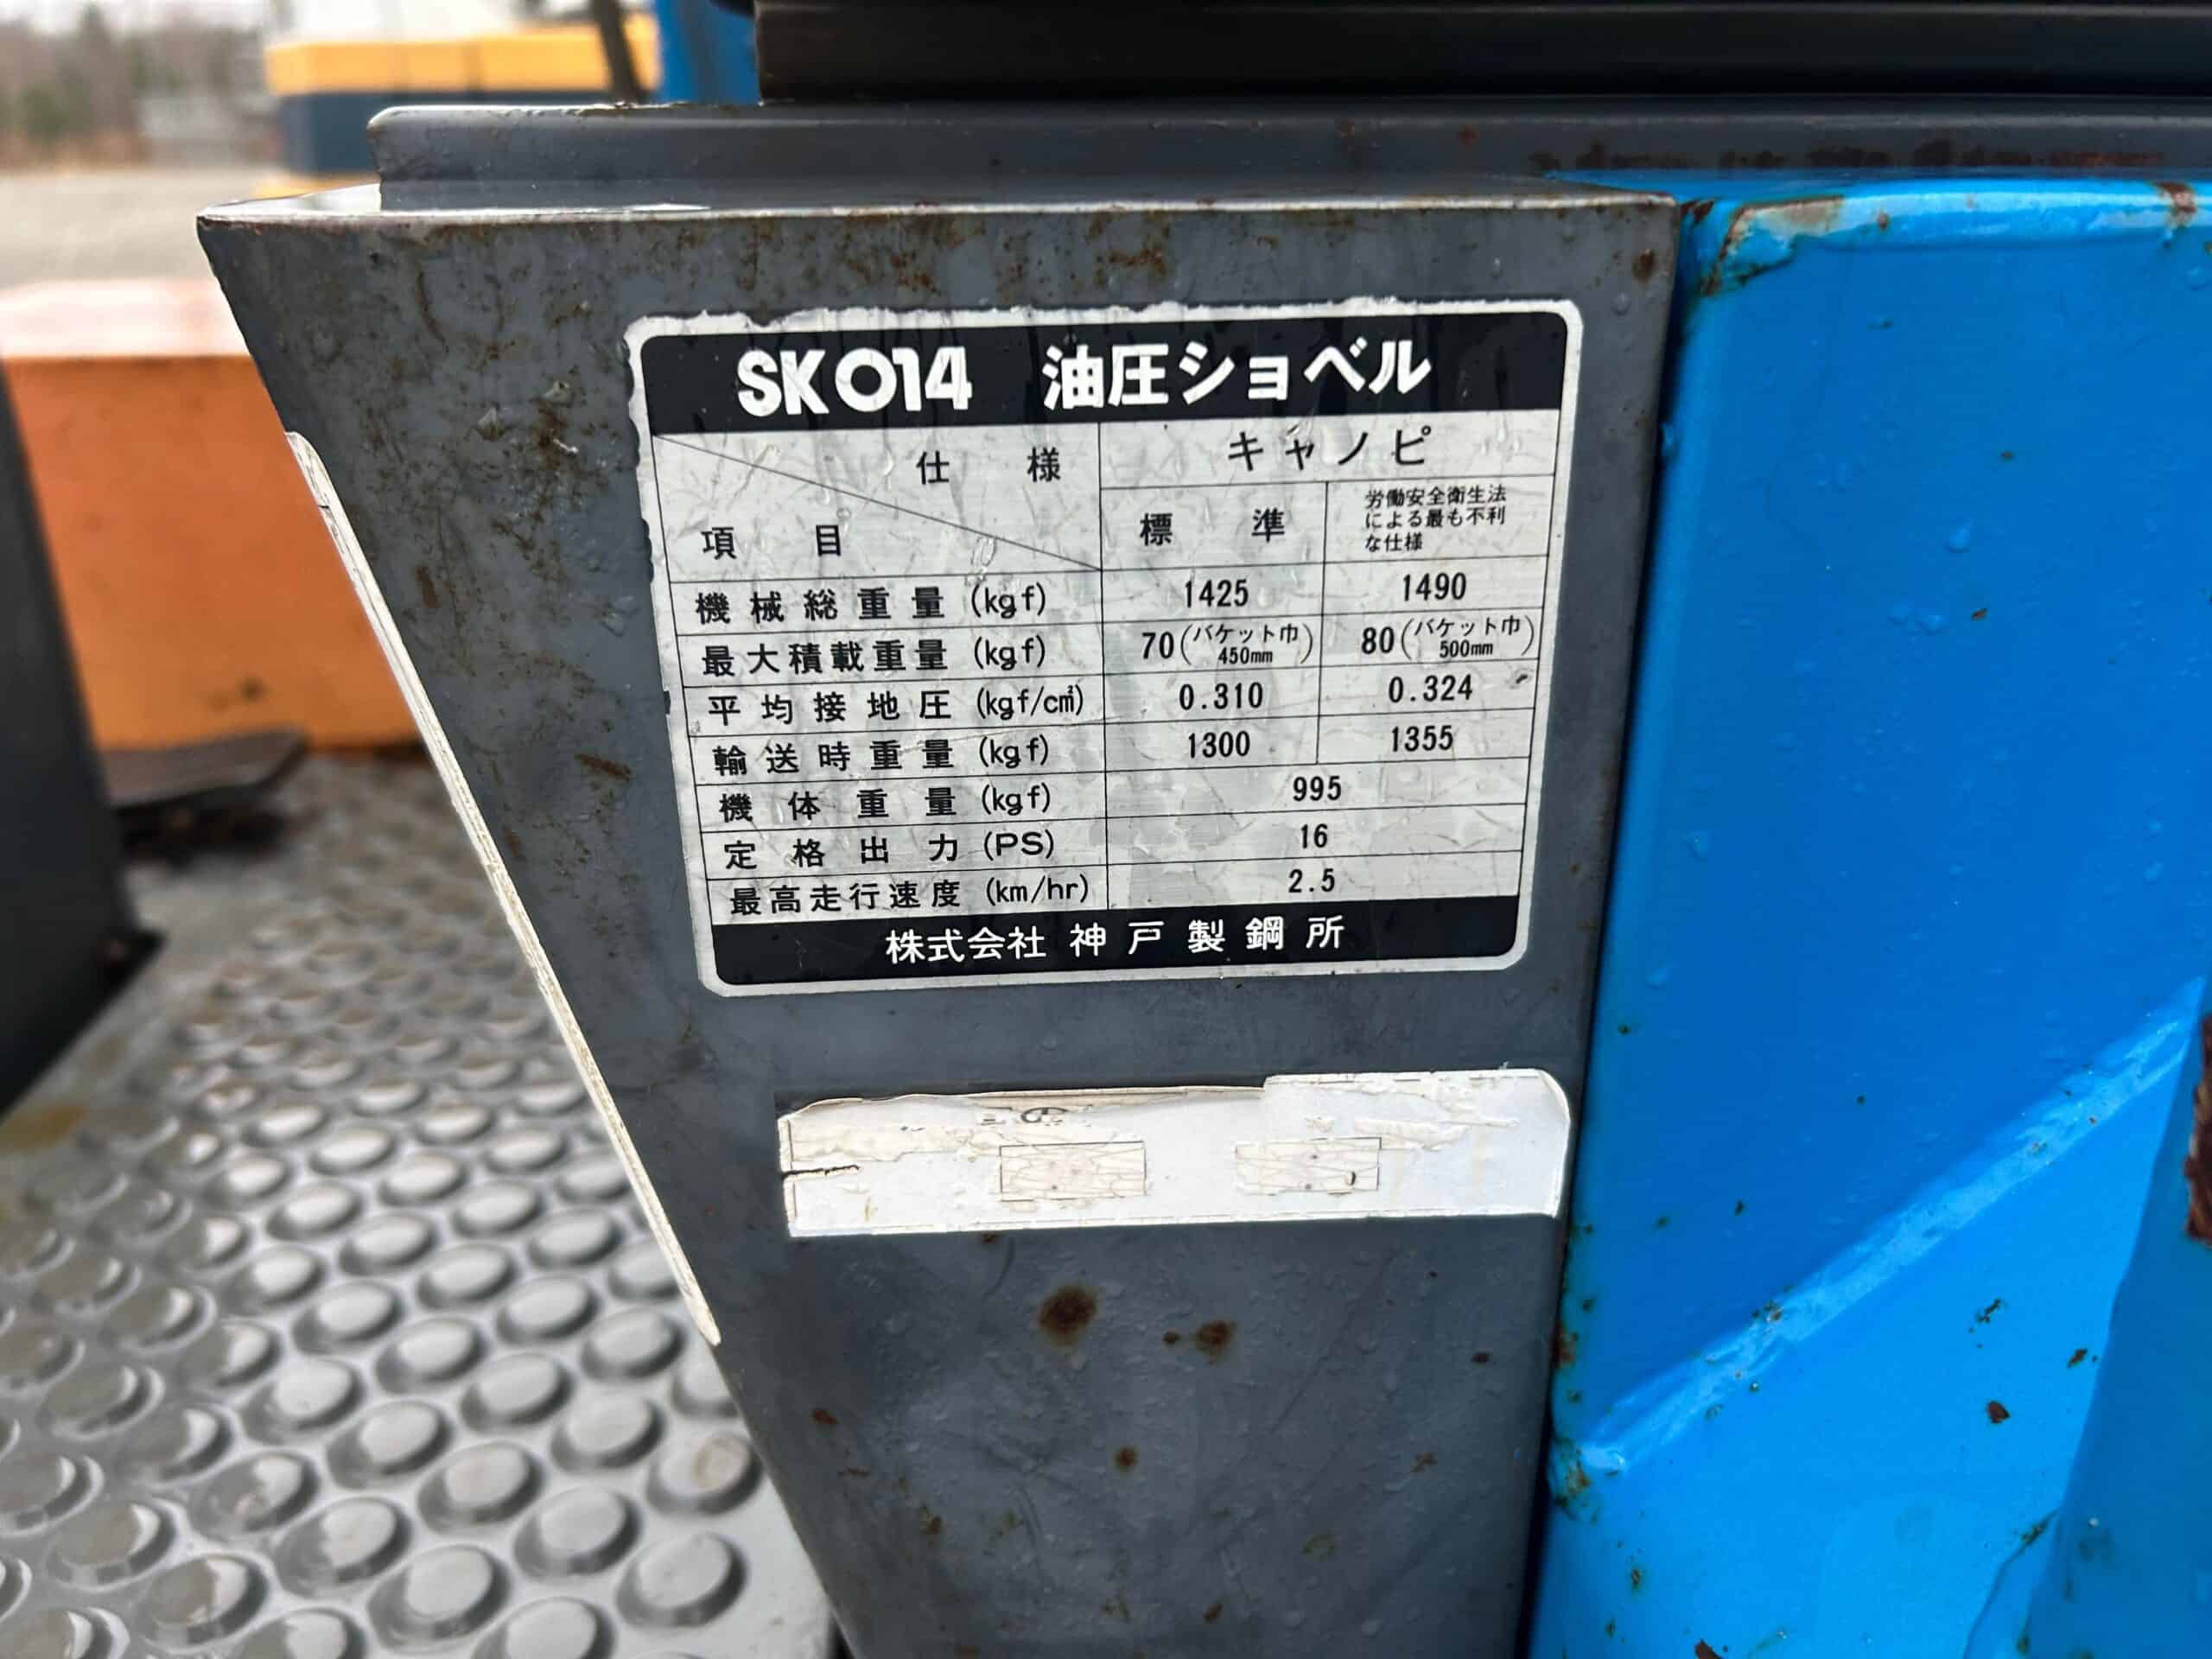 SK014 油圧ショベル
仕様 キャノピ
項目 標準 労働安全衛生法
による最も不利
な仕様
機械総重量 (kgf) 1425 1490
最大積載重量 (kgf) 70(バケット巾 450mm) 80(バケット巾 500mm)
平均接地圧 (kgf/c㎡) 0.310 0.324
輸送時重量 (kgf) 1300 1355
機体重量 (kgf) 995
定格出力 (PS) 16
最高走行速度 (km/hr) 2.5
株式会社 神戸製鋼所